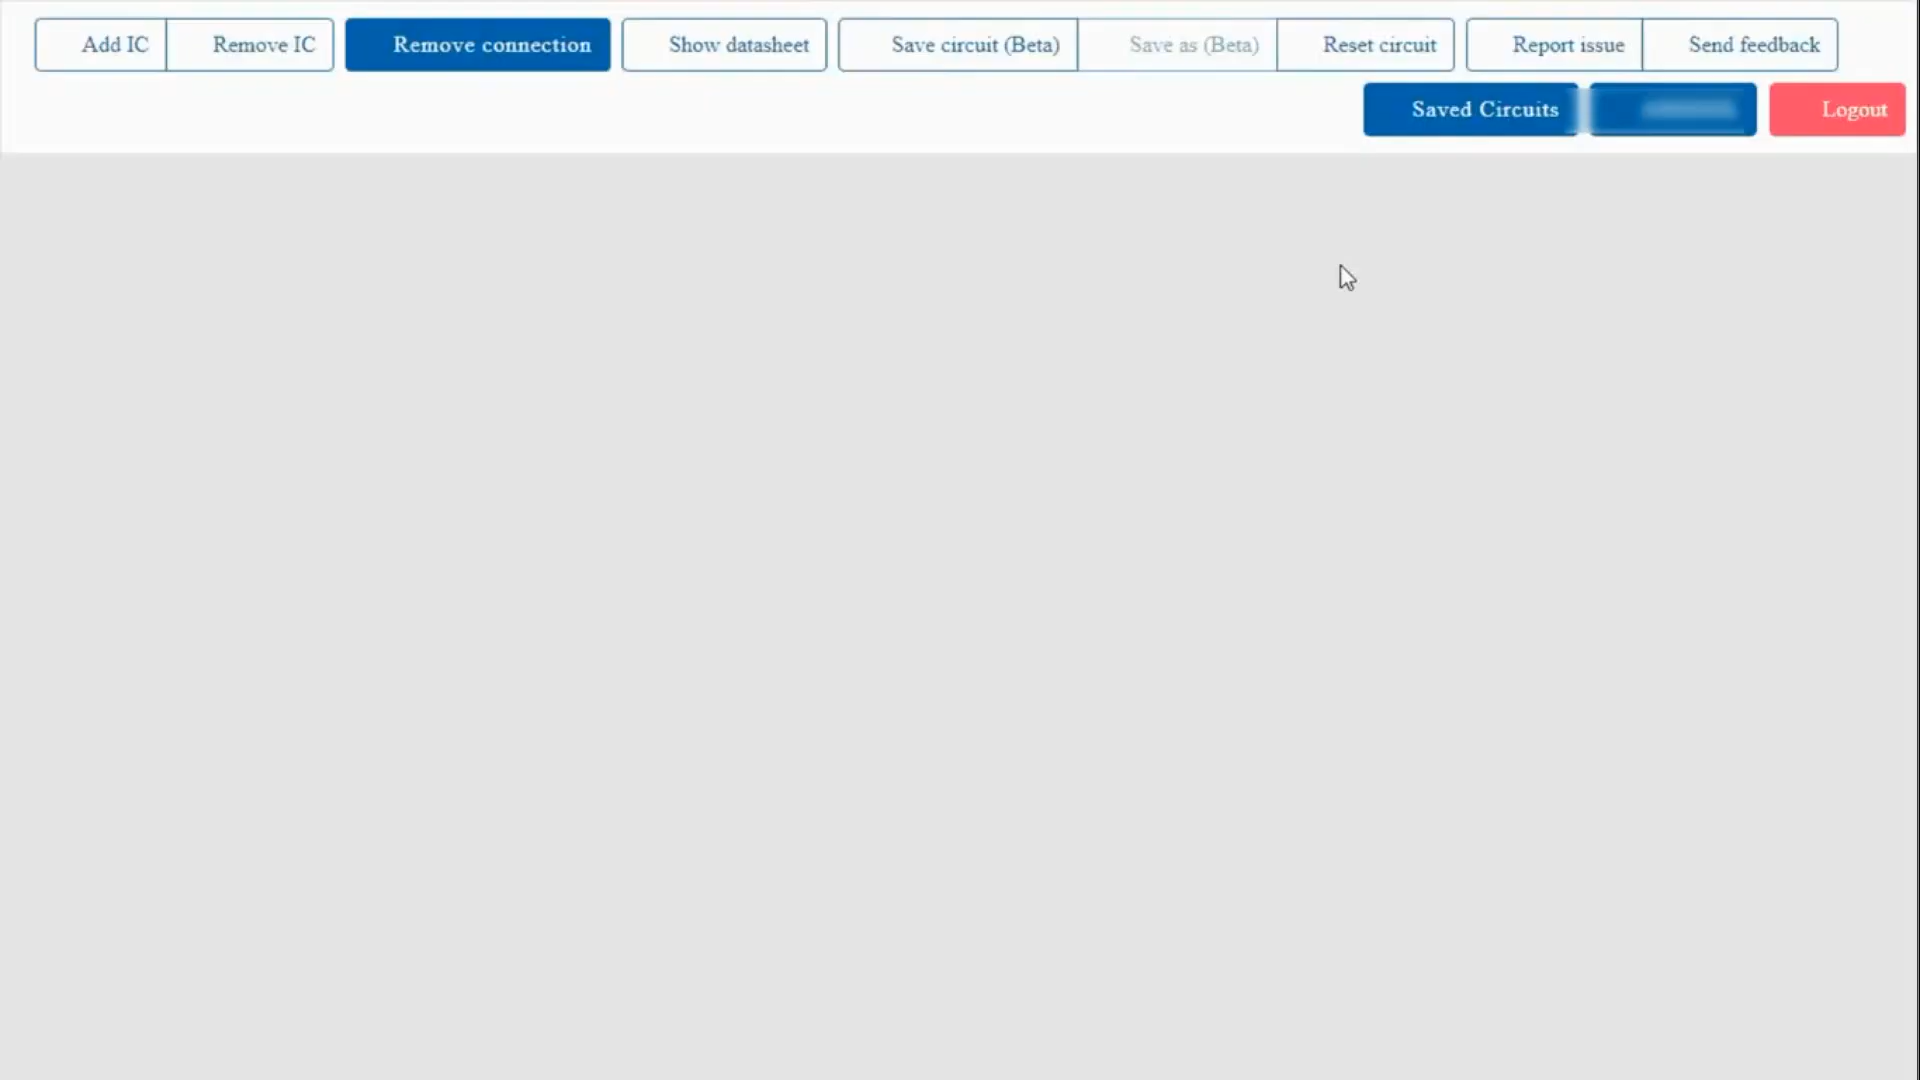 Add IC Remove IC Remove connection Show datasheet Save circuit (Beta) Save as (Beta) Reset circuit Report issue Send feedback
Saved Circuits Logout